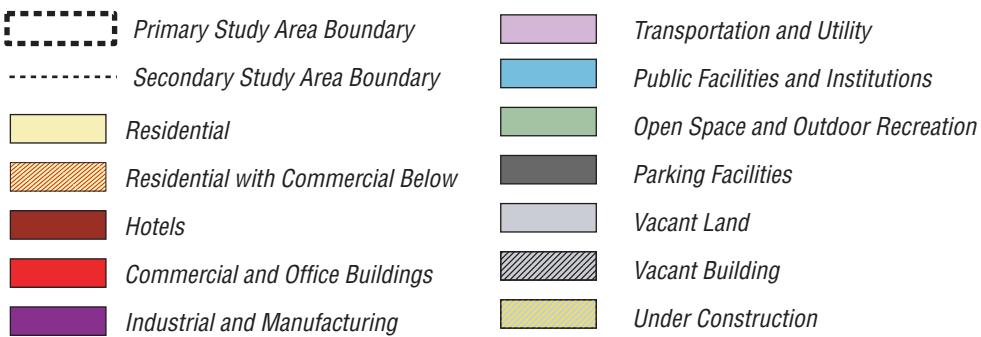 Primary Study Area Boundary
Secondary Study Area Boundary
Residential
Residential with Commercial Below
Hotels
Commercial and Office Buildings
Industrial and Manufacturing
Transportation and Utility
Public Facilities and Institutions
Open Space and Outdoor Recreation
Parking Facilities
Vacant Land
Vacant Building
Under Construction